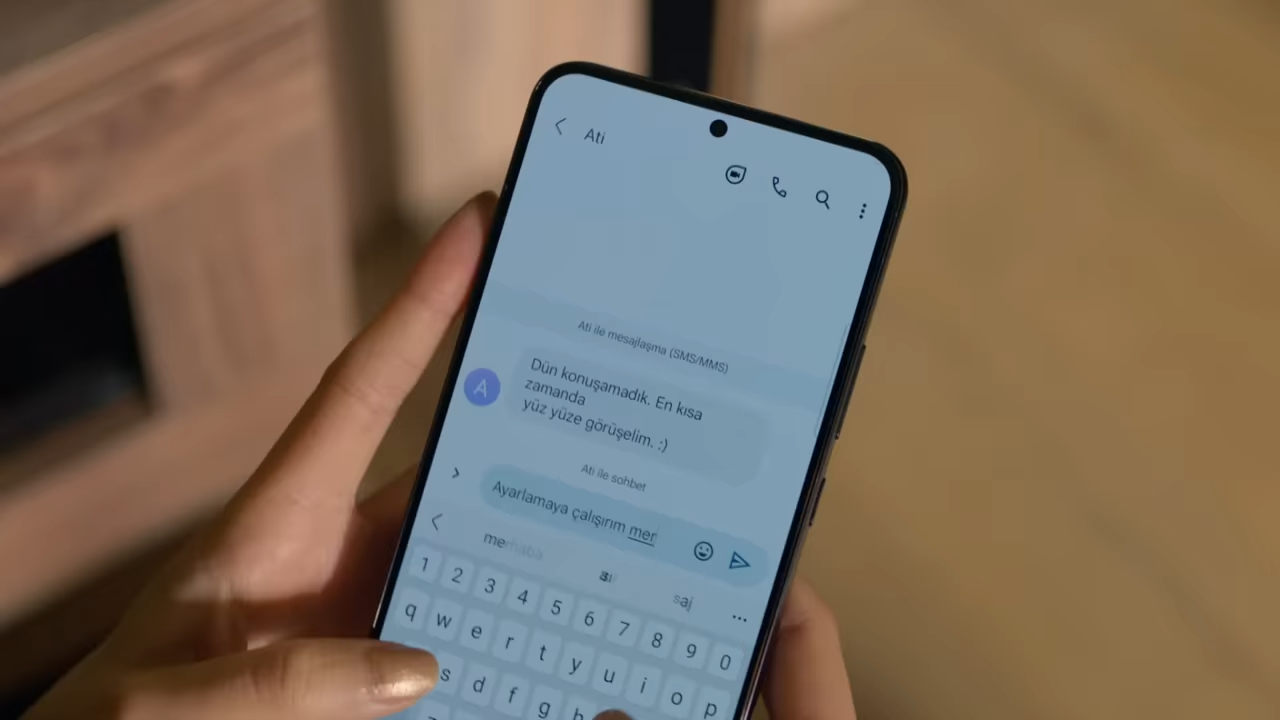 Ati
Ati ile mesajlaşma (SMS/MMS)
A
Dün konuşamadık. En kısa
zamanda
yüz yüze görüşelim. :)
Ati ile sohbet
Ayarlamaya çalışırım mer
merhaba
1 2 3 4 5 6 7 8 9 0
q w e r t y u i o p
s d f g h